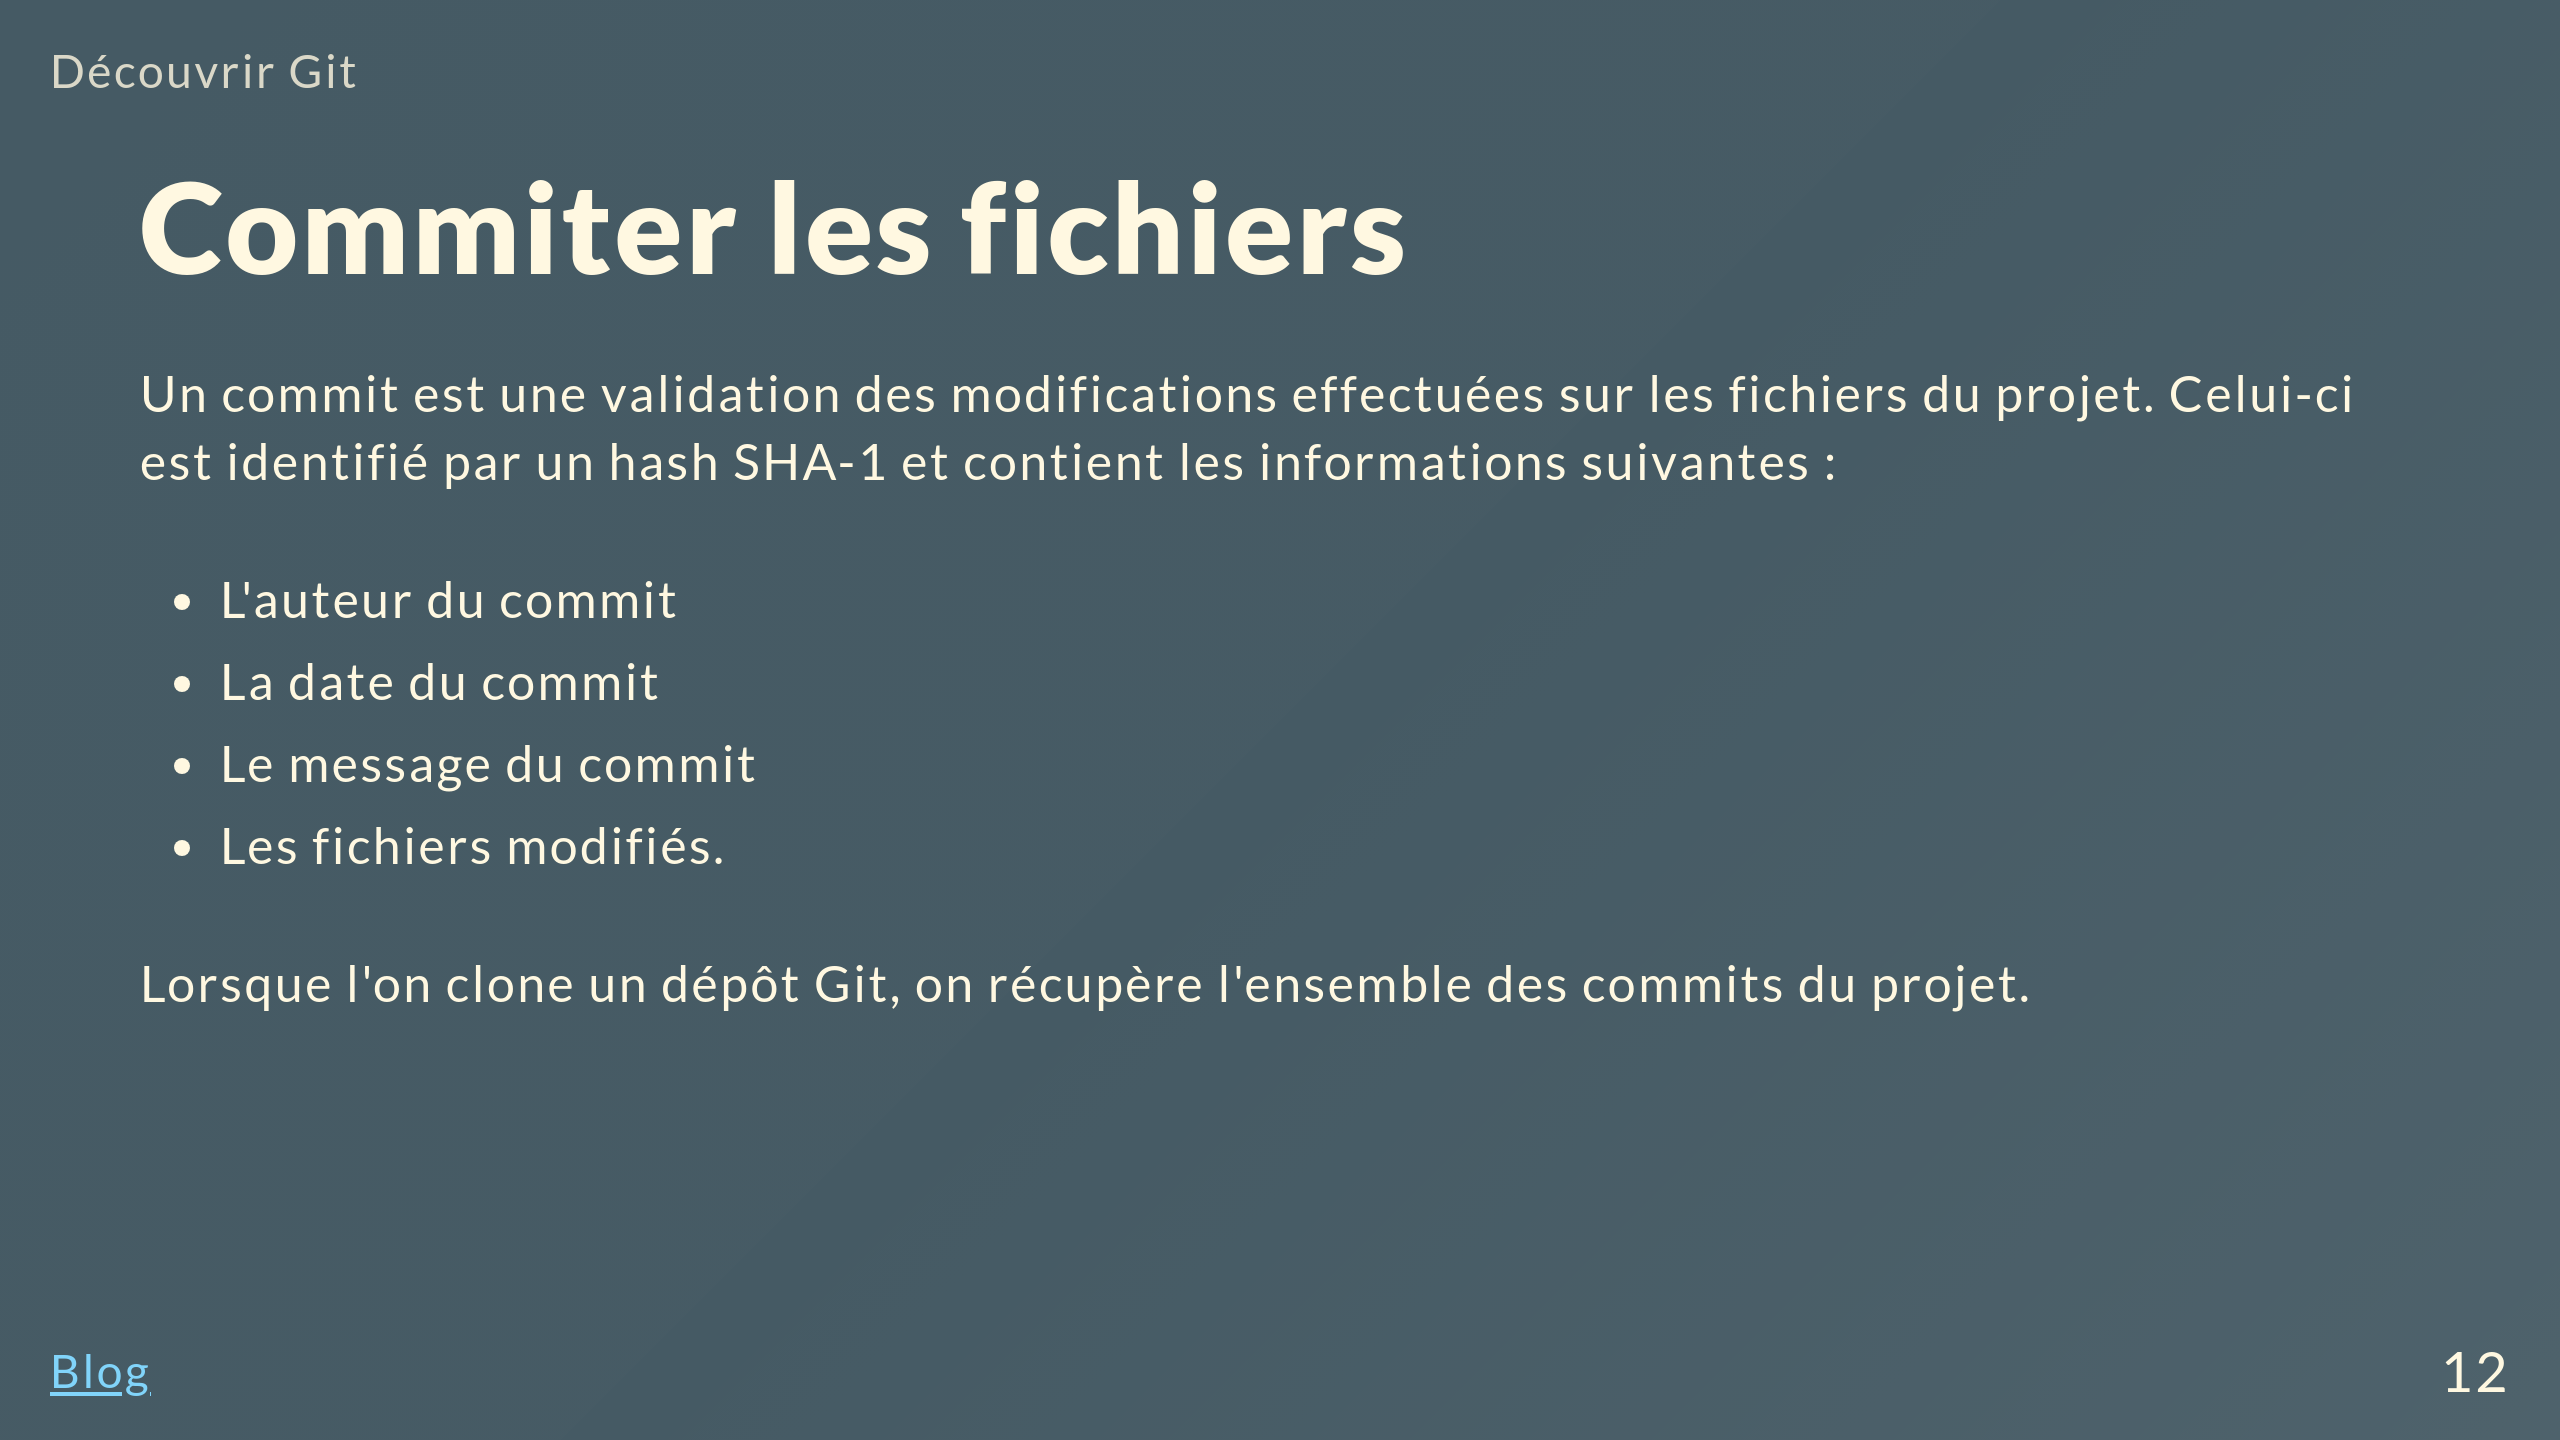 Découvrir Git
Commiter les fichiers
Un commit est une validation des modifications effectuées sur les fichiers du projet. Celui-ci
est identifié par un hash SHA-1 et contient les informations suivantes :
• L'auteur du commit
• La date du commit
• Le message du commit
• Les fichiers modifiés.
Lorsque l'on clone un dépôt Git, on récupère l'ensemble des commits du projet.
Blog
12